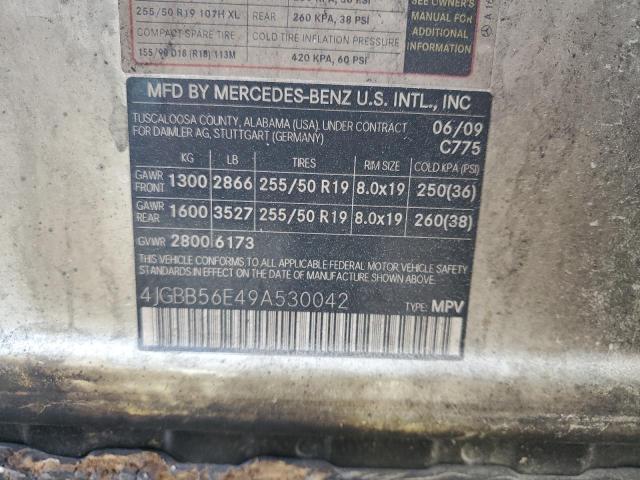 SEE OWNER'S
255/50 R19 107H XL REAR 260 KPA, 38 PSI
MANUAL FOR
COMPACT SPARE TIRE COLD TIRE INFLATION PRESSURE
ADDITIONAL
155/90 D18 (R18) 113M 420 KPA, 60 PSI
INFORMATION
MFD BY MERCEDES-BENZ U.S. INTL., INC
TUSCALOOSA COUNTY, ALABAMA (USA), UNDER CONTRACT 06/09
FOR DAIMLER AG, STUTTGART (GERMANY) C775
KG LB TIRES RIM SIZE COLD KPA (PSI)
GAWR FRONT 1300 2866 255/50 R19 8.0x19 250(36)
GAWR REAR 1600 3527 255/50 R19 8.0x19 260(38)
GVWR 2800 6173
THIS VEHICLE CONFORMS TO ALL APPLICABLE FEDERAL MOTOR VEHICLE SAFETY
STANDARDS IN EFFECT ON THE DATE OF MANUFACTURE SHOWN ABOVE.
4JGBB56E49A530042 TYPE: MPV